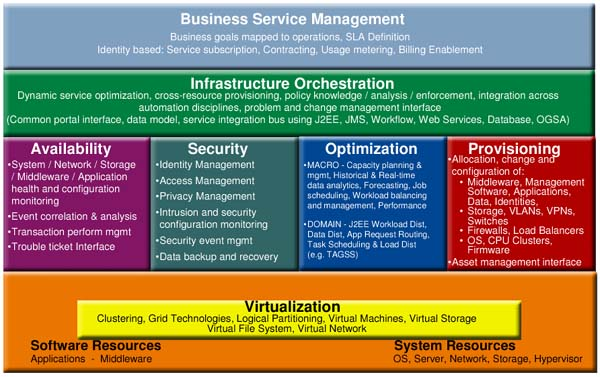 Business Service Management
Business goals mapped to operations, SLA Definition
Identity based: Service subscription, Contracting, Usage metering, Billing Enablement
Infrastructure Orchestration
Dynamic service optimization, cross-resource provisioning, policy knowledge / analysis / enforcement, integration across
automation disciplines, problem and change management interface
(Common portal interface, data model, service integration bus using J2EE, JMS, Workflow, Web Services, Database, OGSA)
Availability
•System / Network / Storage
/ Middleware / Application
health and configuration
monitoring
•Event correlation & analysis
•Transaction perform mgmt
•Trouble ticket Interface
Security
•Identity Management
•Access Management
•Privacy Management
•Intrusion and security
configuration monitoring
•Security event mgmt
•Data backup and recovery
Optimization
•MACRO - Capacity planning &
mgmt, Historical & Real-time
data analytics, Forecasting, Job
scheduling, Workload balancing
and management, Performance
•DOMAIN - J2EE Workload Dist,
Data Dist, App Request Routing,
Task Scheduling & Load Dist
(e.g. TAGSS)
Provisioning
•Allocation, change and
configuration of:
• Middleware, Management
Software, Applications,
Data, Identities,
• Storage, VLANs, VPNs,
Switches
• Firewalls, Load Balancers
• OS, CPU Clusters,
Firmware
•Asset management interface
Virtualization
Clustering, Grid Technologies, Logical Partitioning, Virtual Machines, Virtual Storage
Virtual File System, Virtual Network
Software Resources
Applications - Middleware
System Resources
OS, Server, Network, Storage, Hypervisor